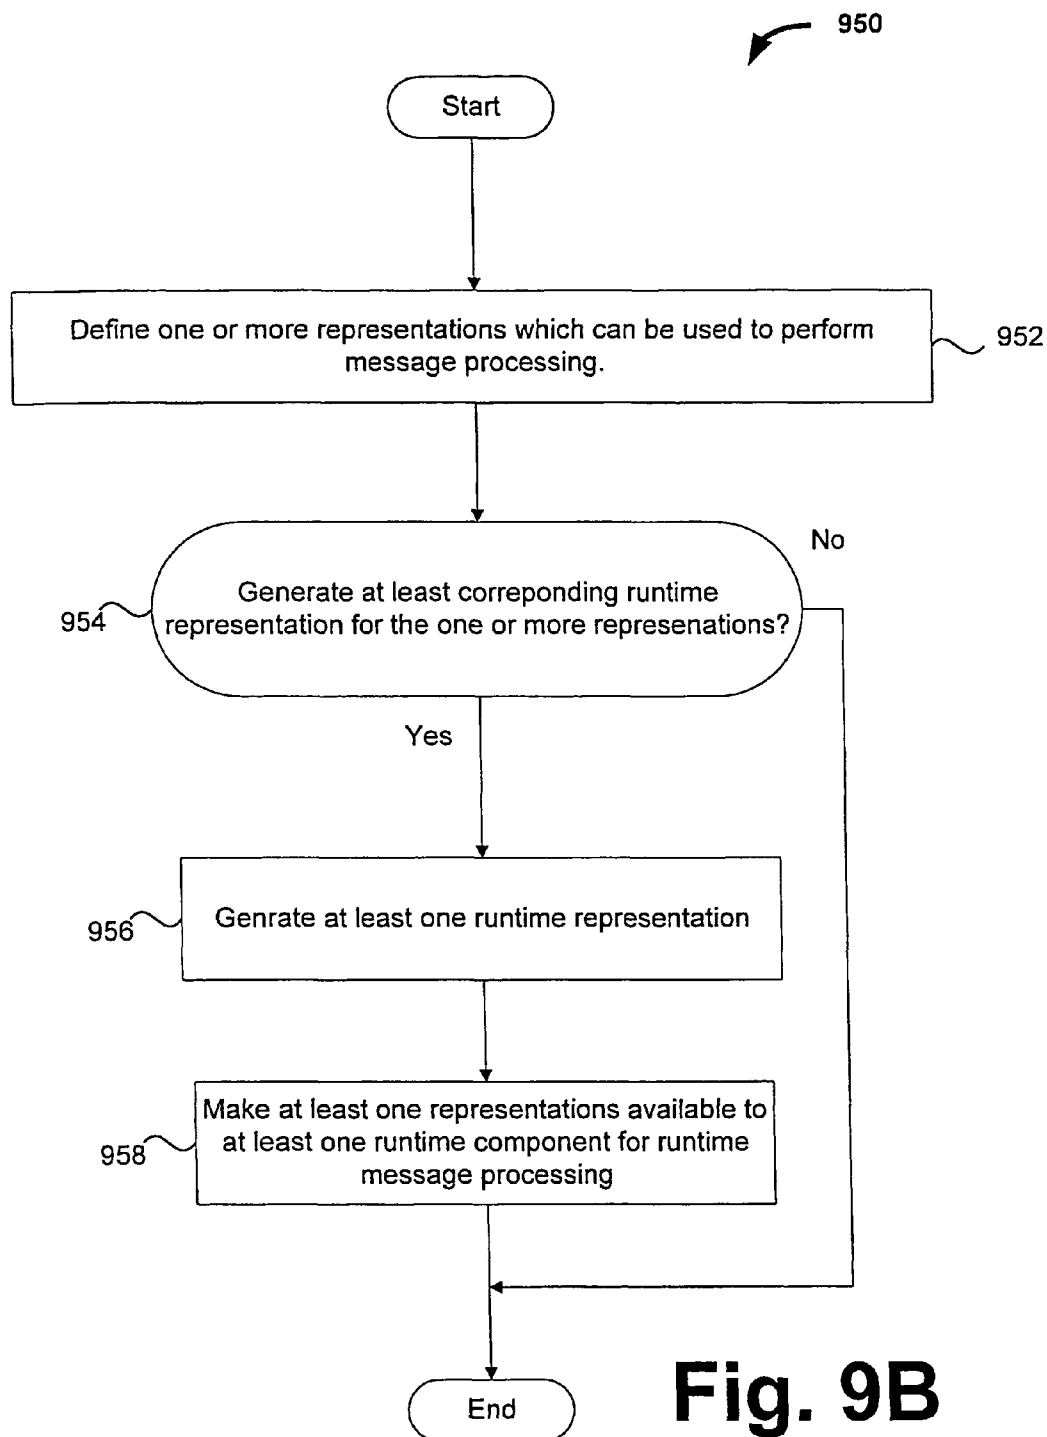 950
Start
Define one or more representations which can be used to perform
message processing.
952
No
Generate at least correponding runtime
representation for the one or more represenations?
954
Yes
Genrate at least one runtime representation
956
Make at least one representations available to
at least one runtime component for runtime
message processing
958
End
Fig. 9B